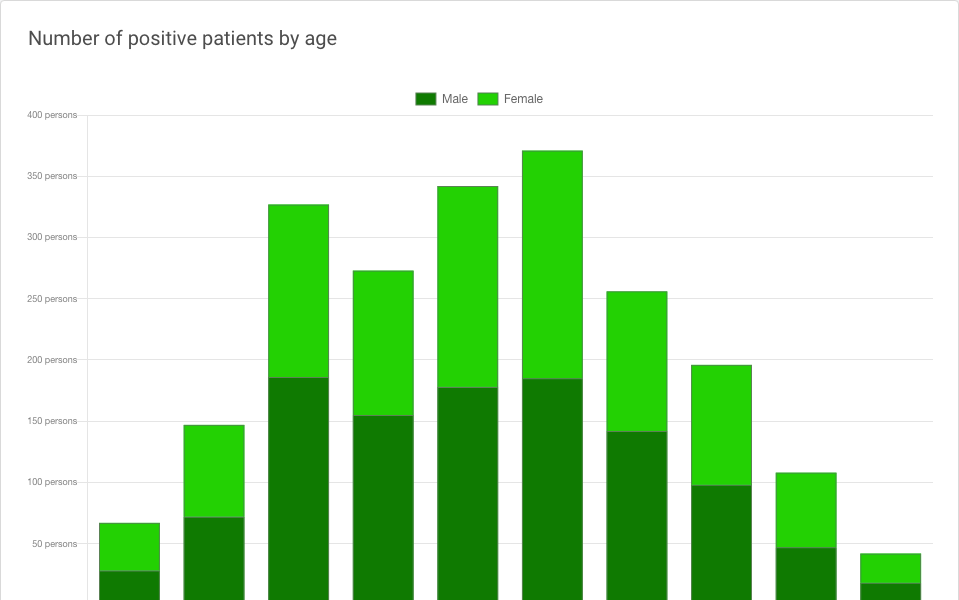 Number of positive patients by age
Male Female
400 persons
350 persons
300 persons
250 persons
200 persons
150 persons
100 persons
50 persons